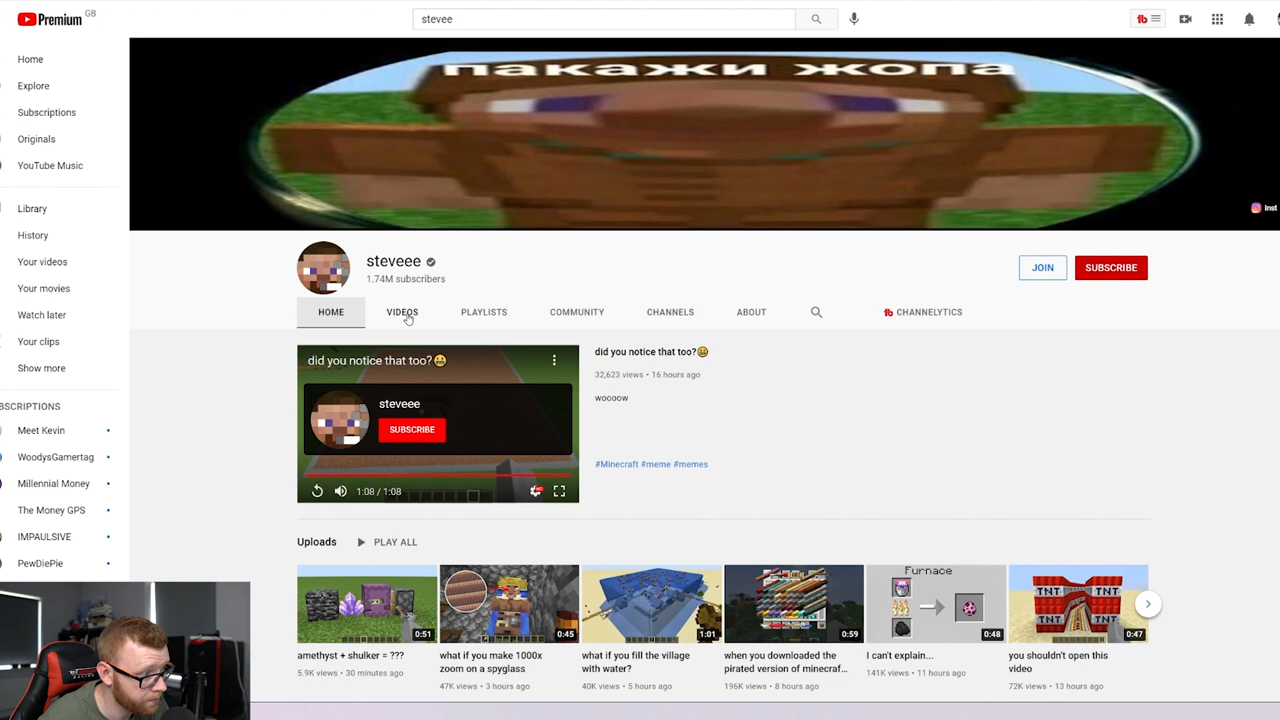 Premium GB
stevee
Home
Explore
Subscriptions
Originals
YouTube Music
Library
History
Your videos
Your movies
Watch later
Your clips
Show more
BSCRIPTIONS
Meet Kevin
WoodysGamertag
Millennial Money
The Money GPS
IMPAULSIVE
PewDiePie
пакажи жопа
Inst
steveee
1.74M subscribers
JOIN
SUBSCRIBE
HOME
VIDEOS
PLAYLISTS
COMMUNITY
CHANNELS
ABOUT
tb CHANNELYTICS
did you notice that too?😀
steveee
SUBSCRIBE
1:08 / 1:08
did you notice that too?😀
32,623 views • 16 hours ago
woooow
#Minecraft #meme #memes
Uploads
PLAY ALL
0:51
amethyst + shulker = ???
5.9K views • 30 minutes ago
0:45
what if you make 1000x
zoom on a spyglass
47K views • 3 hours ago
1:01
what if you fill the village
with water?
40K views • 5 hours ago
0:59
when you downloaded the
pirated version of minecraf...
196K views • 8 hours ago
Furnace
0:48
I can't explain...
141K views • 11 hours ago
TNT
TNT
TNT
TNT
0:47
you shouldn't open this
video
72K views • 13 hours ago